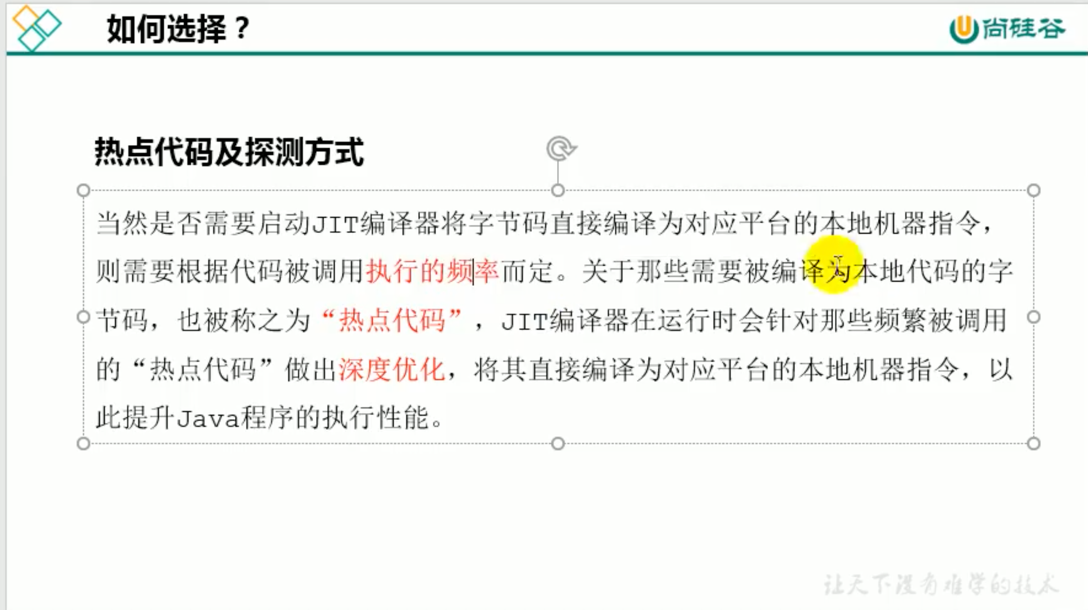 如何选择？
尚硅谷
热点代码及探测方式
当然是否需要启动JIT编译器将字节码直接编译为对应平台的本地机器指令，
则需要根据代码被调用执行的频率而定。关于那些需要被编译为本地代码的字
节码，也被称之为“热点代码”，JIT编译器在运行时会针对那些频繁被调用
的“热点代码”做出深度优化，将其直接编译为对应平台的本地机器指令，以
此提升Java程序的执行性能。
让天下没有难学的技术